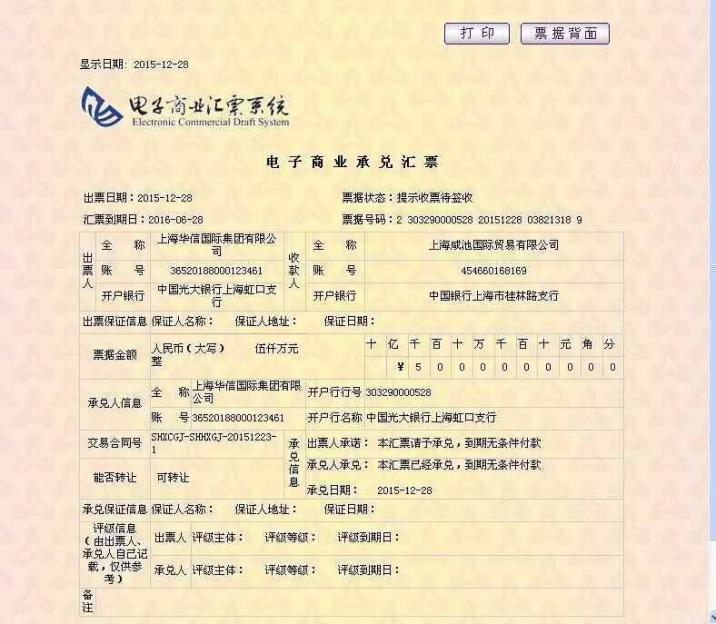 打 印 票据背面
显示日期: 2015-12-28
电子商业汇票系统
Electronic Commercial Draft System
电子商业承兑汇票
出票日期：2015-12-28 票据状态：提示收票待签收
汇票到期日：2016-06-28 票据号码：2 303290000528 20151228 03821318 9
出票人 全 称 上海华信国际集团有限公司 收款人 全 称 上海咸池国际贸易有限公司
账 号 36520188000123461 账 号 454660168169
开户银行 中国光大银行上海虹口支行 开户银行 中国银行上海市桂林路支行
出票保证信息 保证人名称： 保证人地址： 保证日期：
票据金额 人民币（大写） 伍仟万元整 十 亿 千 百 十 万 千 百 十 元 角 分
¥ 5 0 0 0 0 0 0 0 0 0
承兑人信息 全 称 上海华信国际集团有限公司 开户行行号 303290000528
账 号 36520188000123461 开户行名称 中国光大银行上海虹口支行
交易合同号 SHXCGJ-SHHXGJ-20151223-1 承兑信息 出票人承诺： 本汇票请予承兑，到期无条件付款
能否转让 可转让 承兑人承兑： 本汇票已经承兑，到期无条件付款
承兑日期： 2015-12-28
承兑保证信息 保证人名称： 保证人地址： 保证日期：
评级信息（由出票人、承兑人自己记载，仅供参考） 出票人 评级主体： 评级等级： 评级到期日：
承兑人 评级主体： 评级等级： 评级到期日：
备注